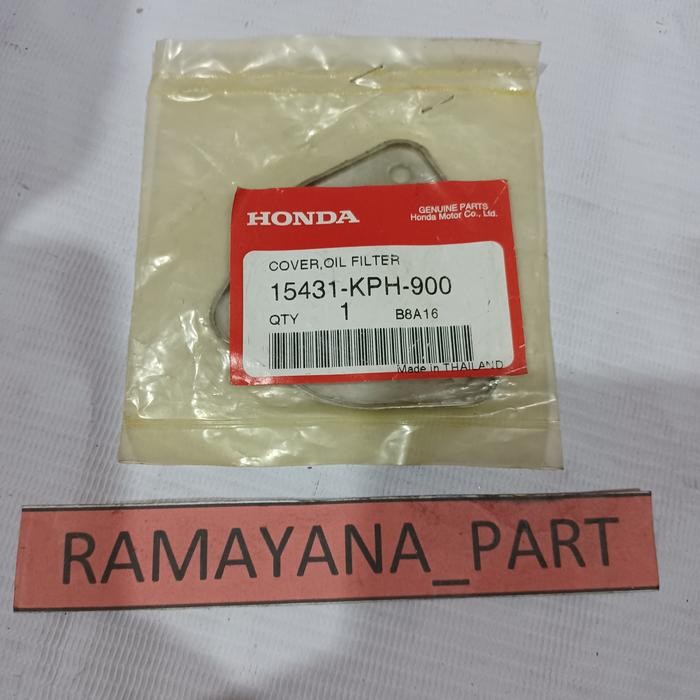 HONDA
GENUINE PARTS
Honda Motor Co., Ltd.
COVER,OIL FILTER
15431-KPH-900
QTY 1 B8A16
Made in THAILAND
RAMAYANA_PART